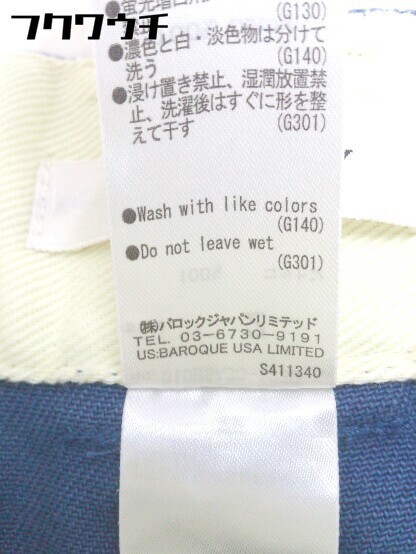 フクウチ
(G130)
●濃色と白・淡色物は分けて
洗う (G140)
●浸け置き禁止、湿潤放置禁
止、洗濯後はすぐに形を整
えて干す (G301)
●Wash with like colors
(G140)
●Do not leave wet
(G301)
㈱バロックジャパンリミテッド
TEL. 03-6730-9191
US:BAROQUE USA LIMITED
S411340